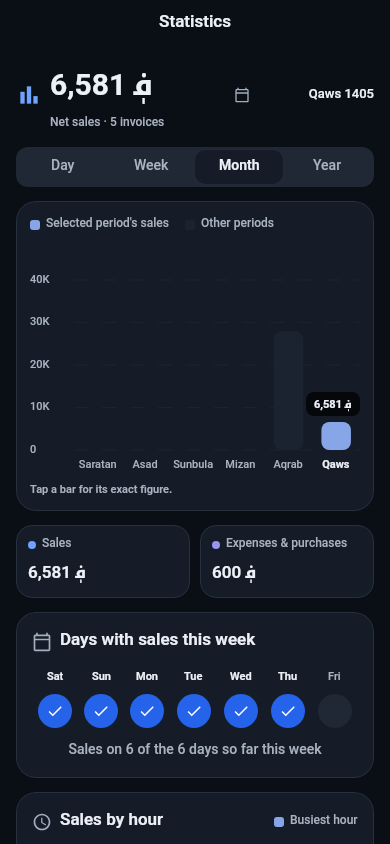 Statistics
6,581 ؋
Qaws 1405
Net sales · 5 invoices
Day Week Month Year
Selected period's sales Other periods
40K
30K
20K
10K
6,581 ؋
0
Saratan Asad Sunbula Mizan Aqrab Qaws
Tap a bar for its exact figure.
Sales Expenses & purchases
6,581 ؋ 600 ؋
Days with sales this week
Sat Sun Mon Tue Wed Thu Fri
Sales on 6 of the 6 days so far this week
Sales by hour Busiest hour